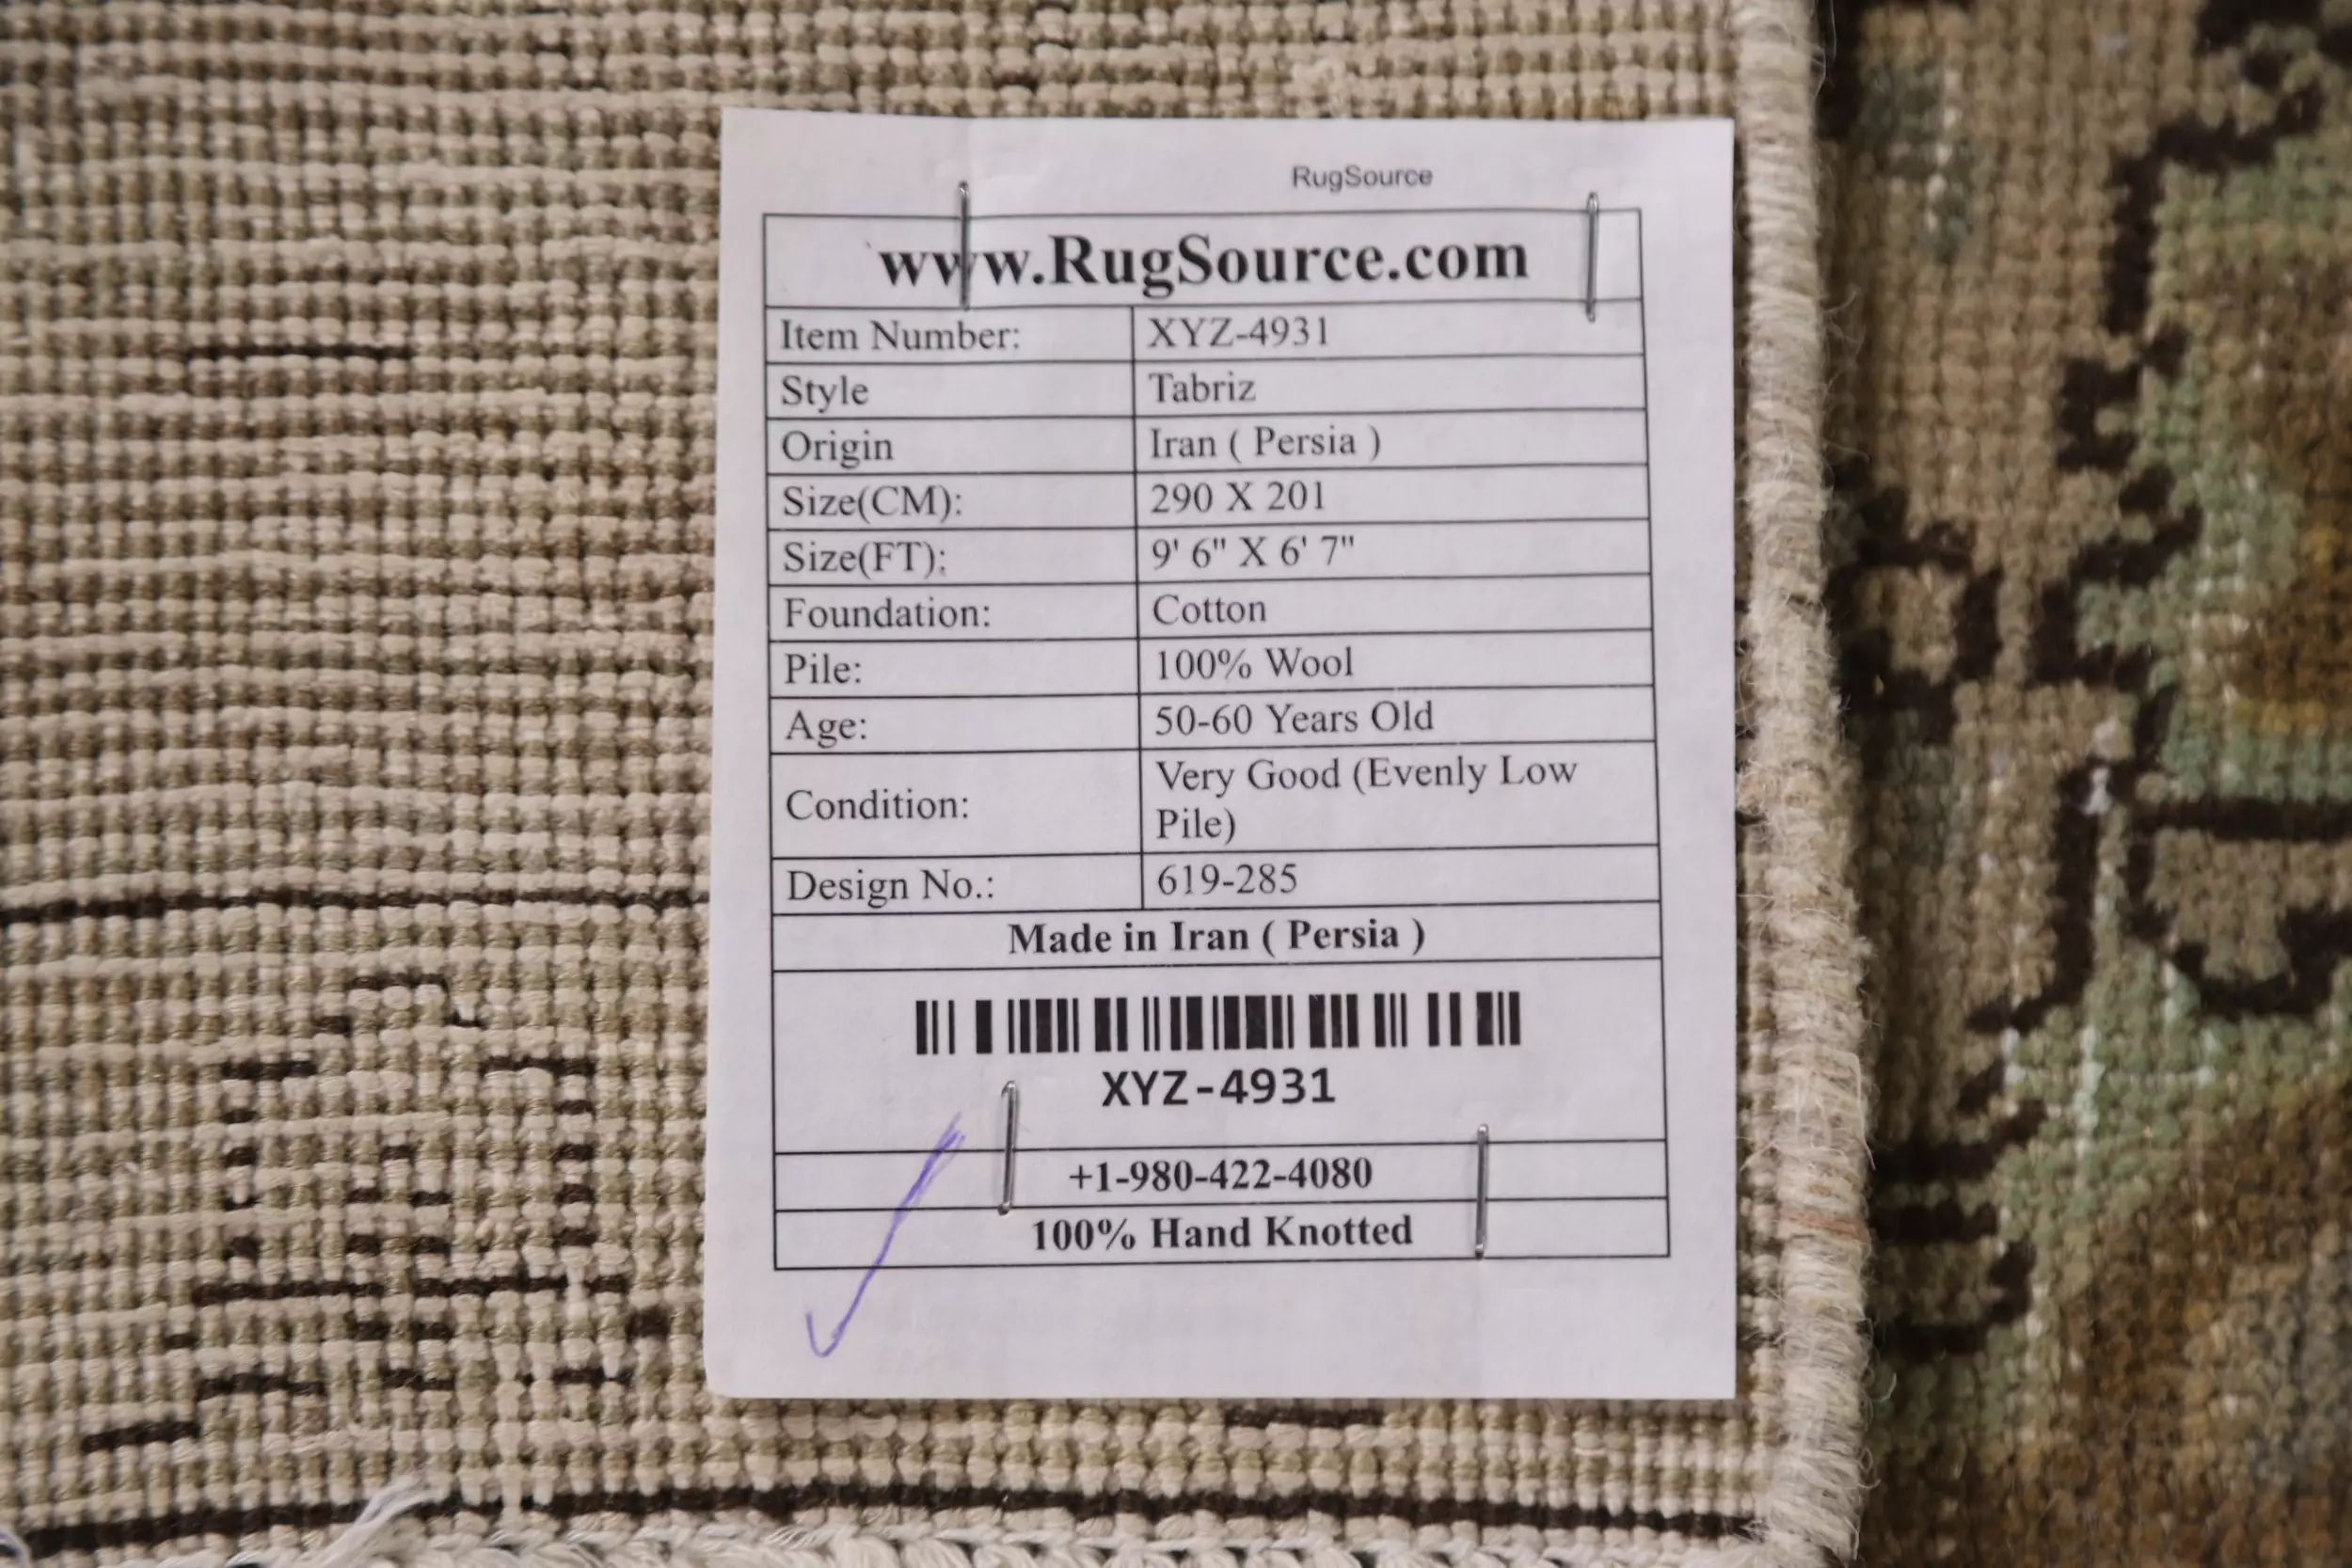 RugSource
www.RugSource.com
Item Number: XYZ-4931
Style Tabriz
Origin Iran ( Persia )
Size(CM): 290 X 201
Size(FT): 9' 6" X 6' 7"
Foundation: Cotton
Pile: 100% Wool
Age: 50-60 Years Old
Condition: Very Good (Evenly Low
Pile)
Design No.: 619-285
Made in Iran ( Persia )
XYZ-4931
+1-980-422-4080
100% Hand Knotted